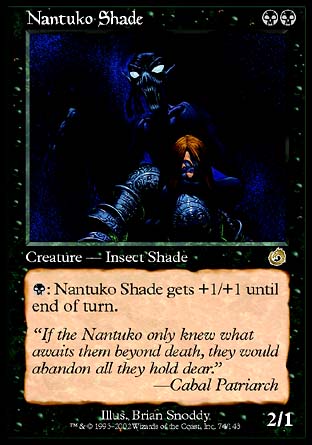 Nantuko Shade
Creature — Insect Shade
: Nantuko Shade gets +1/+1 until
end of turn.
“If the Nantuko only knew what
awaits them beyond death, they would
abandon all they hold dear.”
—Cabal Patriarch
Illus. Brian Snoddy
™ & © 1993-2002 Wizards of the Coast, Inc. 74/143
2/1